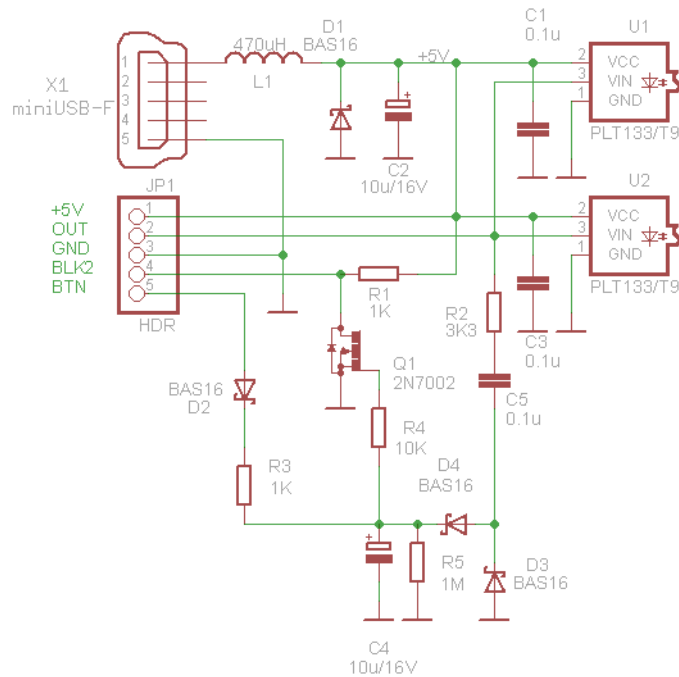 D1
BAS16
C1
0.1u
U1
470uH
+5V
1
2
3
4
5
L1
X1
miniUSB-F
2
3
1
VCC
VIN
GND
+
C2
10u/16V
PLT133/T9
JP1
U2
+5V
OUT
GND
BLK2
BTN
1
2
3
4
5
HDR
2
3
1
VCC
VIN
GND
PLT133/T9
R1
1K
R2
3K3
C3
0.1u
Q1
2N7002
BAS16
D2
C5
0.1u
R4
10K
R3
1K
D4
BAS16
+
R5
1M
D3
BAS16
C4
10u/16V